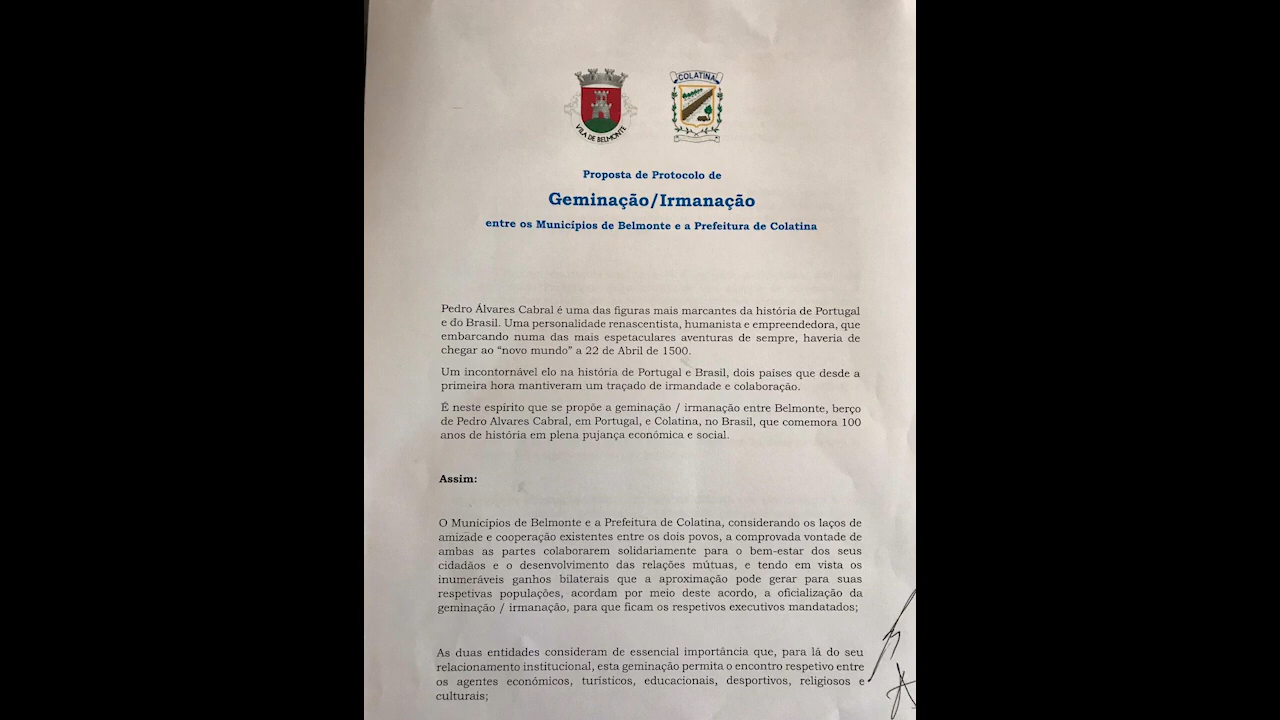 VILA DE BELMONTE
COLATINA
Proposta de Protocolo de
Geminação/Irmanação
entre os Municípios de Belmonte e a Prefeitura de Colatina
Pedro Álvares Cabral é uma das figuras mais marcantes da história de Portugal
e do Brasil. Uma personalidade renascentista, humanista e empreendedora, que
embarcando numa das mais espetaculares aventuras de sempre, haveria de
chegar ao “novo mundo” a 22 de Abril de 1500.
Um incontornável elo na história de Portugal e Brasil, dois países que desde a
primeira hora mantiveram um traçado de irmandade e colaboração.
É neste espírito que se propõe a geminação / irmanação entre Belmonte, berço
de Pedro Alvares Cabral, em Portugal, e Colatina, no Brasil, que comemora 100
anos de história em plena pujança económica e social.
Assim:
O Municípios de Belmonte e a Prefeitura de Colatina, considerando os laços de
amizade e cooperação existentes entre os dois povos, a comprovada vontade de
ambas as partes colaborarem solidariamente para o bem-estar dos seus
cidadãos e o desenvolvimento das relações mútuas, e tendo em vista os
inumeráveis ganhos bilaterais que a aproximação pode gerar para suas
respetivas populações, acordam por meio deste acordo, a oficialização da
geminação / irmanação, para que ficam os respetivos executivos mandatados;
As duas entidades consideram de essencial importância que, para lá do seu
relacionamento institucional, esta geminação permita o encontro respetivo entre
os agentes económicos, turísticos, educacionais, desportivos, religiosos e
culturais;